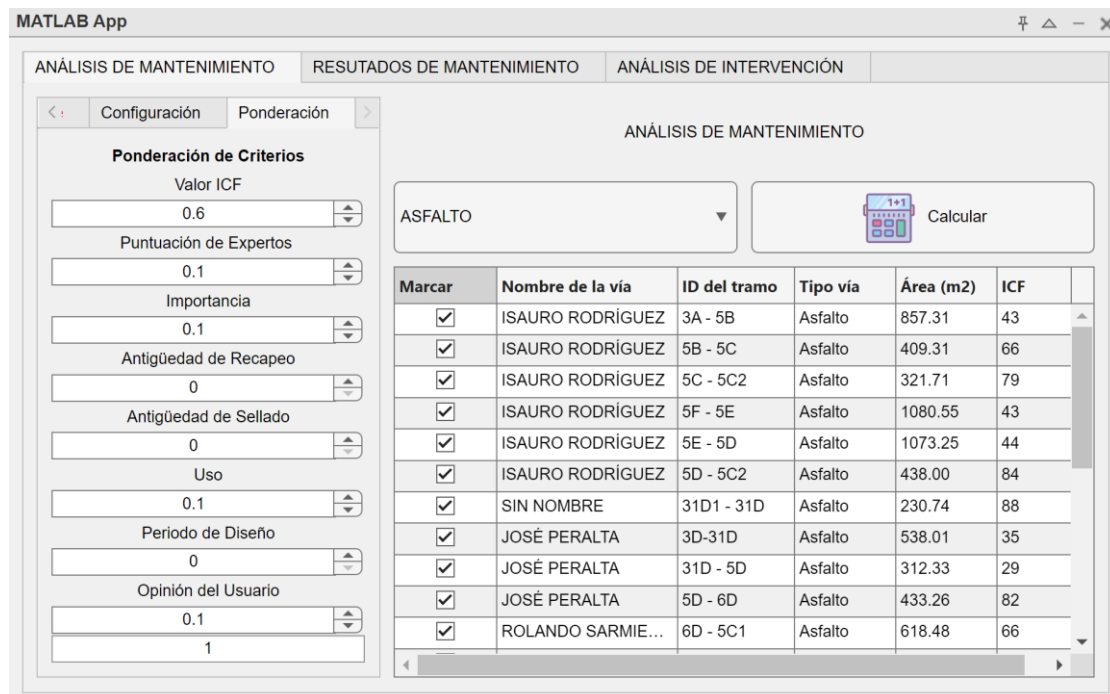 MATLAB App
ANÁLISIS DE MANTENIMIENTO RESUTADOS DE MANTENIMIENTO ANÁLISIS DE INTERVENCIÓN
Configuración Ponderación
Ponderación de Criterios
Valor ICF
0.6
Puntuación de Expertos
0.1
Importancia
0.1
Antigüedad de Recapeo
0
Antigüedad de Sellado
0
Uso
0.1
Periodo de Diseño
0
Opinión del Usuario
0.1
1
ANÁLISIS DE MANTENIMIENTO
ASFALTO
1+1
Calcular
Marcar Nombre de la vía ID del tramo Tipo vía Área (m2) ICF
ISAURO RODRÍGUEZ 3A - 5B Asfalto 857.31 43
ISAURO RODRÍGUEZ 5B - 5C Asfalto 409.31 66
ISAURO RODRÍGUEZ 5C - 5C2 Asfalto 321.71 79
ISAURO RODRÍGUEZ 5F - 5E Asfalto 1080.55 43
ISAURO RODRÍGUEZ 5E - 5D Asfalto 1073.25 44
ISAURO RODRÍGUEZ 5D - 5C2 Asfalto 438.00 84
SIN NOMBRE 31D1 - 31D Asfalto 230.74 88
JOSÉ PERALTA 3D-31D Asfalto 538.01 35
JOSÉ PERALTA 31D - 5D Asfalto 312.33 29
JOSÉ PERALTA 5D - 6D Asfalto 433.26 82
ROLANDO SARMIE... 6D - 5C1 Asfalto 618.48 66